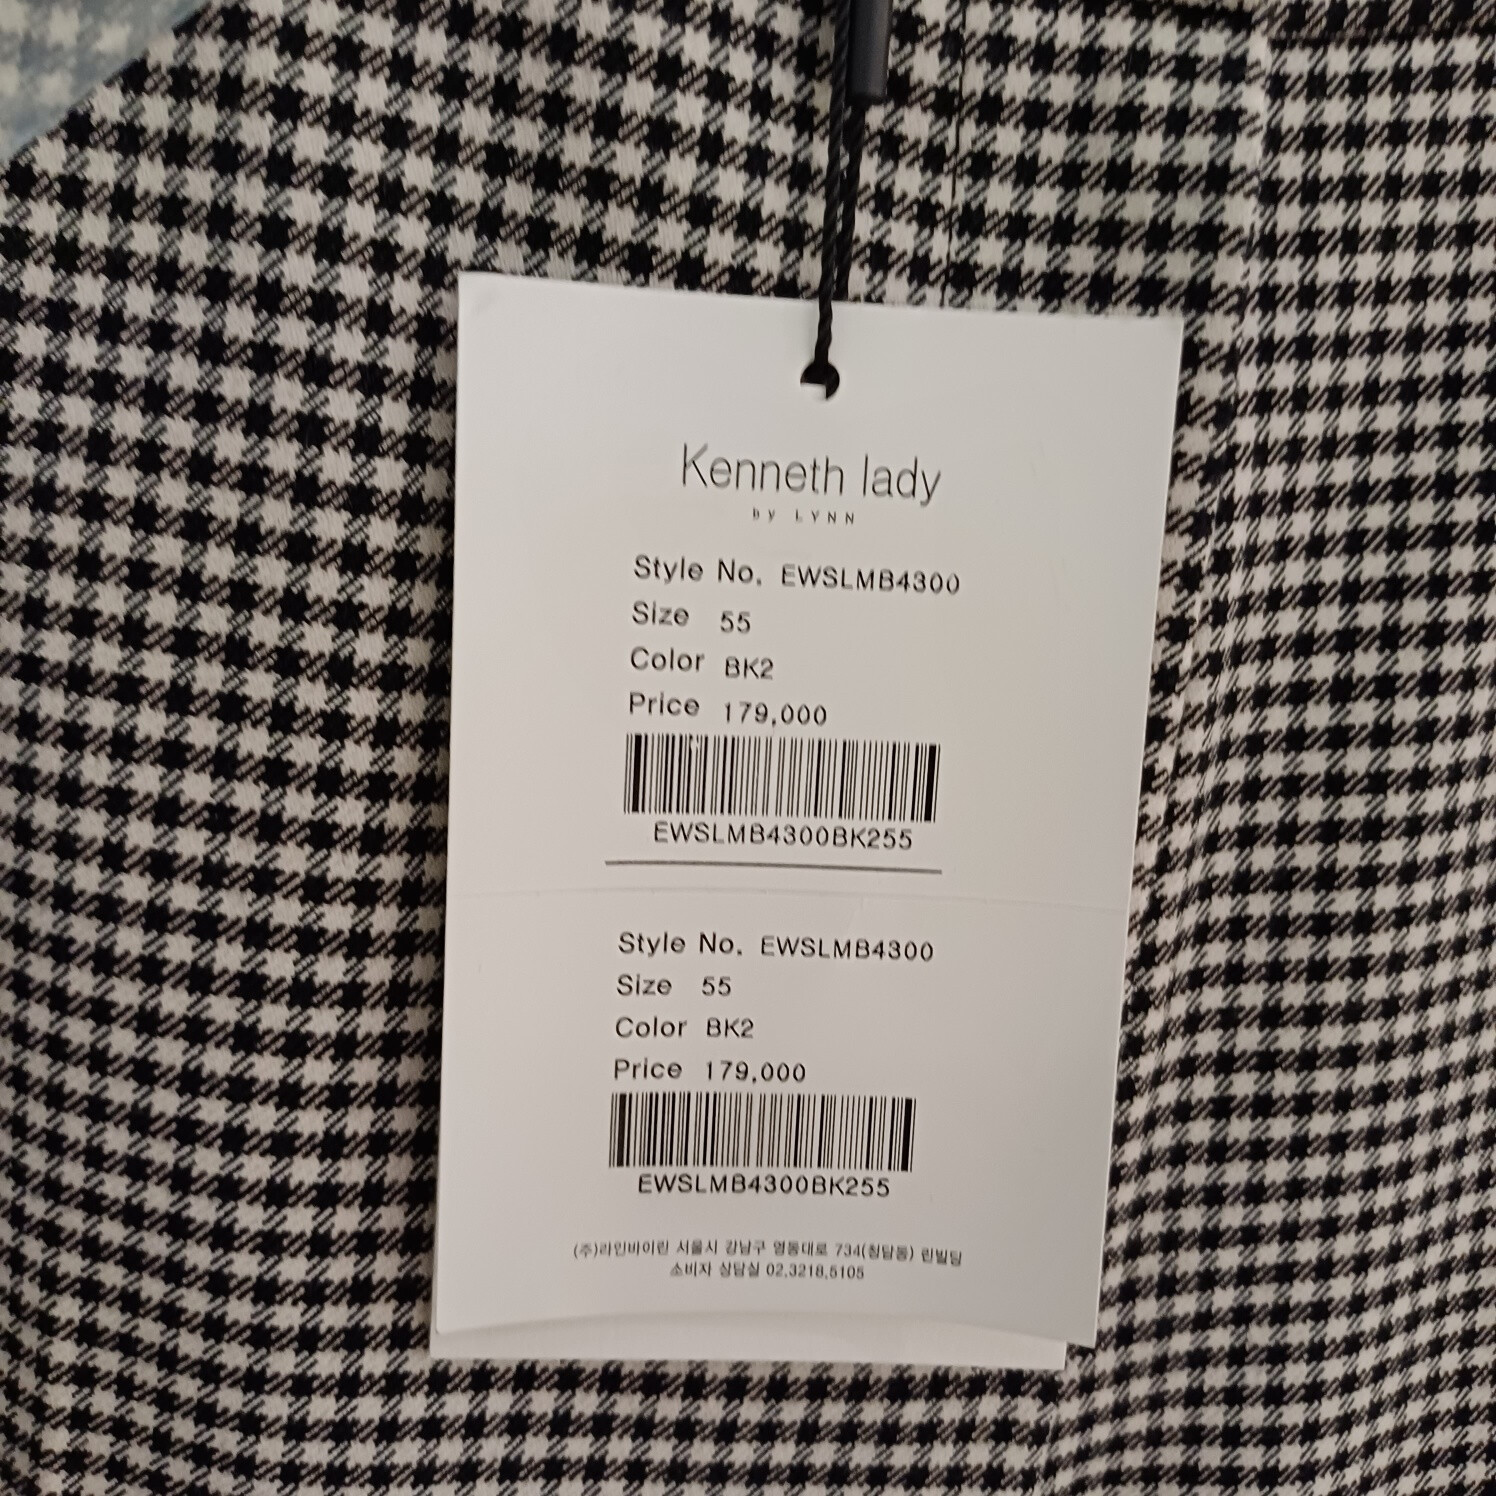 Kenneth lady
by LYNN
Style No. EWSLMB4300
Size 55
Color BK2
Price 179,000
EWSLMB4300BK255
Style No. EWSLMB4300
Size 55
Color BK2
Price 179,000
EWSLMB4300BK255
(주)라인바이린 서울시 강남구 영동대로 734(청담동) 린빌딩
소비자 상담실 02.3218.5105